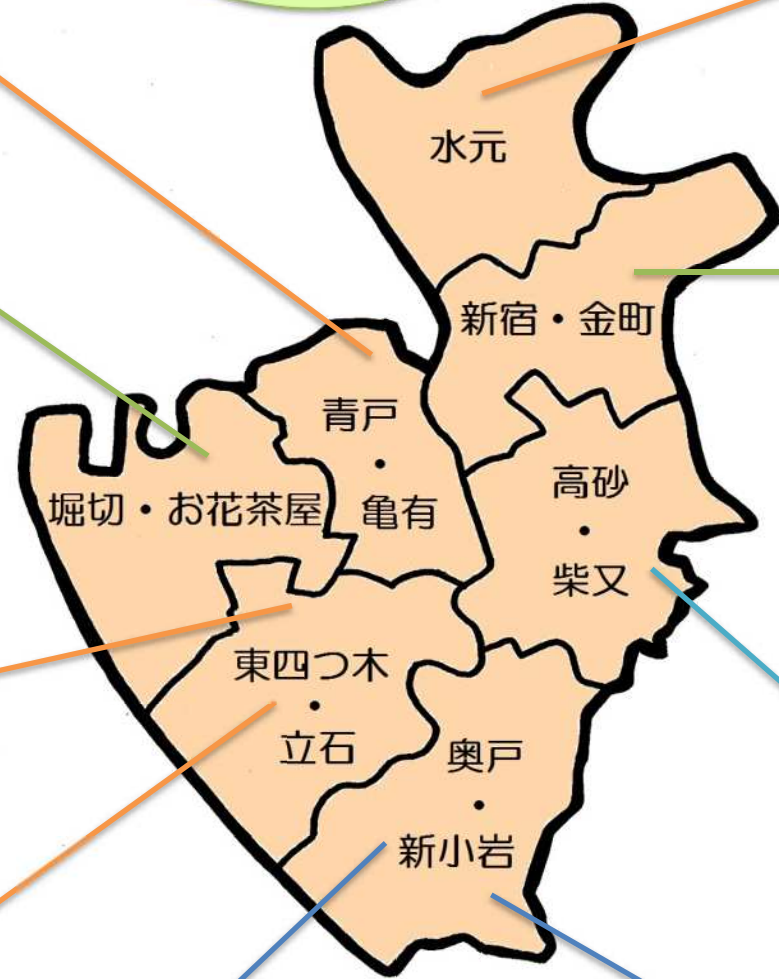 水元
新宿・金町
青戸
・
亀有
高砂
・
柴又
堀切・お花茶屋
東四つ木
・
立石
奥戸
・
新小岩